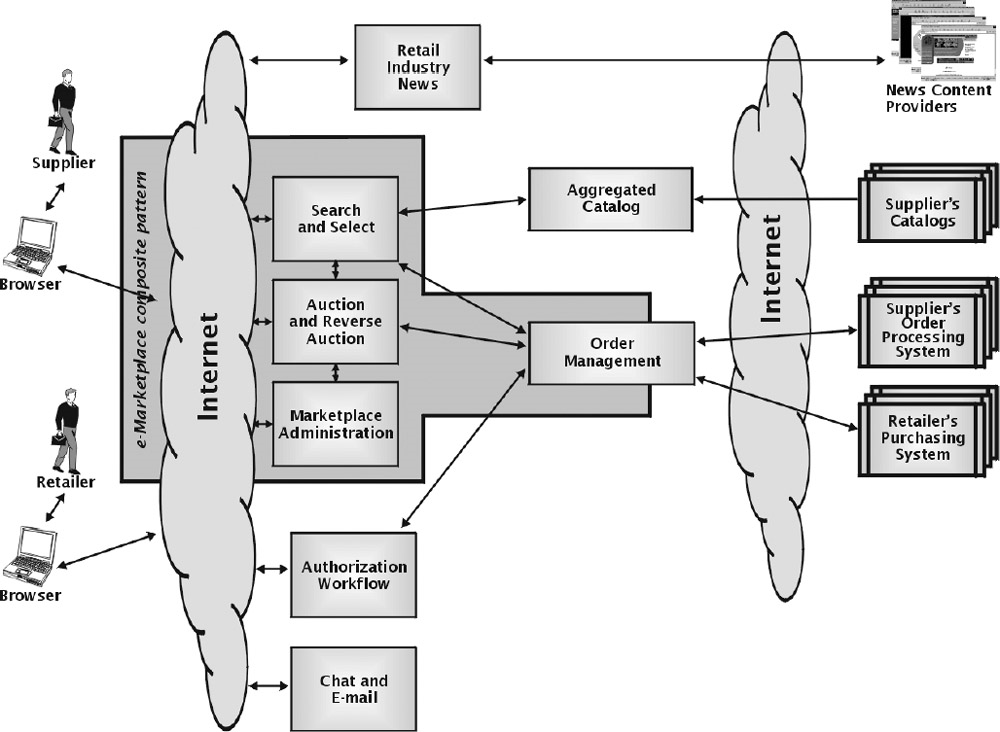 Retail
Industry
News
News Content
Providers
Supplier
Browser
e-Marketplace composite pattern
Internet
Search
and Select
Aggregated
Catalog
Internet
Supplier's
Catalogs
Auction
and Reverse
Auction
Order
Management
Supplier's
Order
Processing
System
Marketplace
Administration
Retailer's
Purchasing
System
Retailer
Browser
Authorization
Workflow
Chat and
E-mail